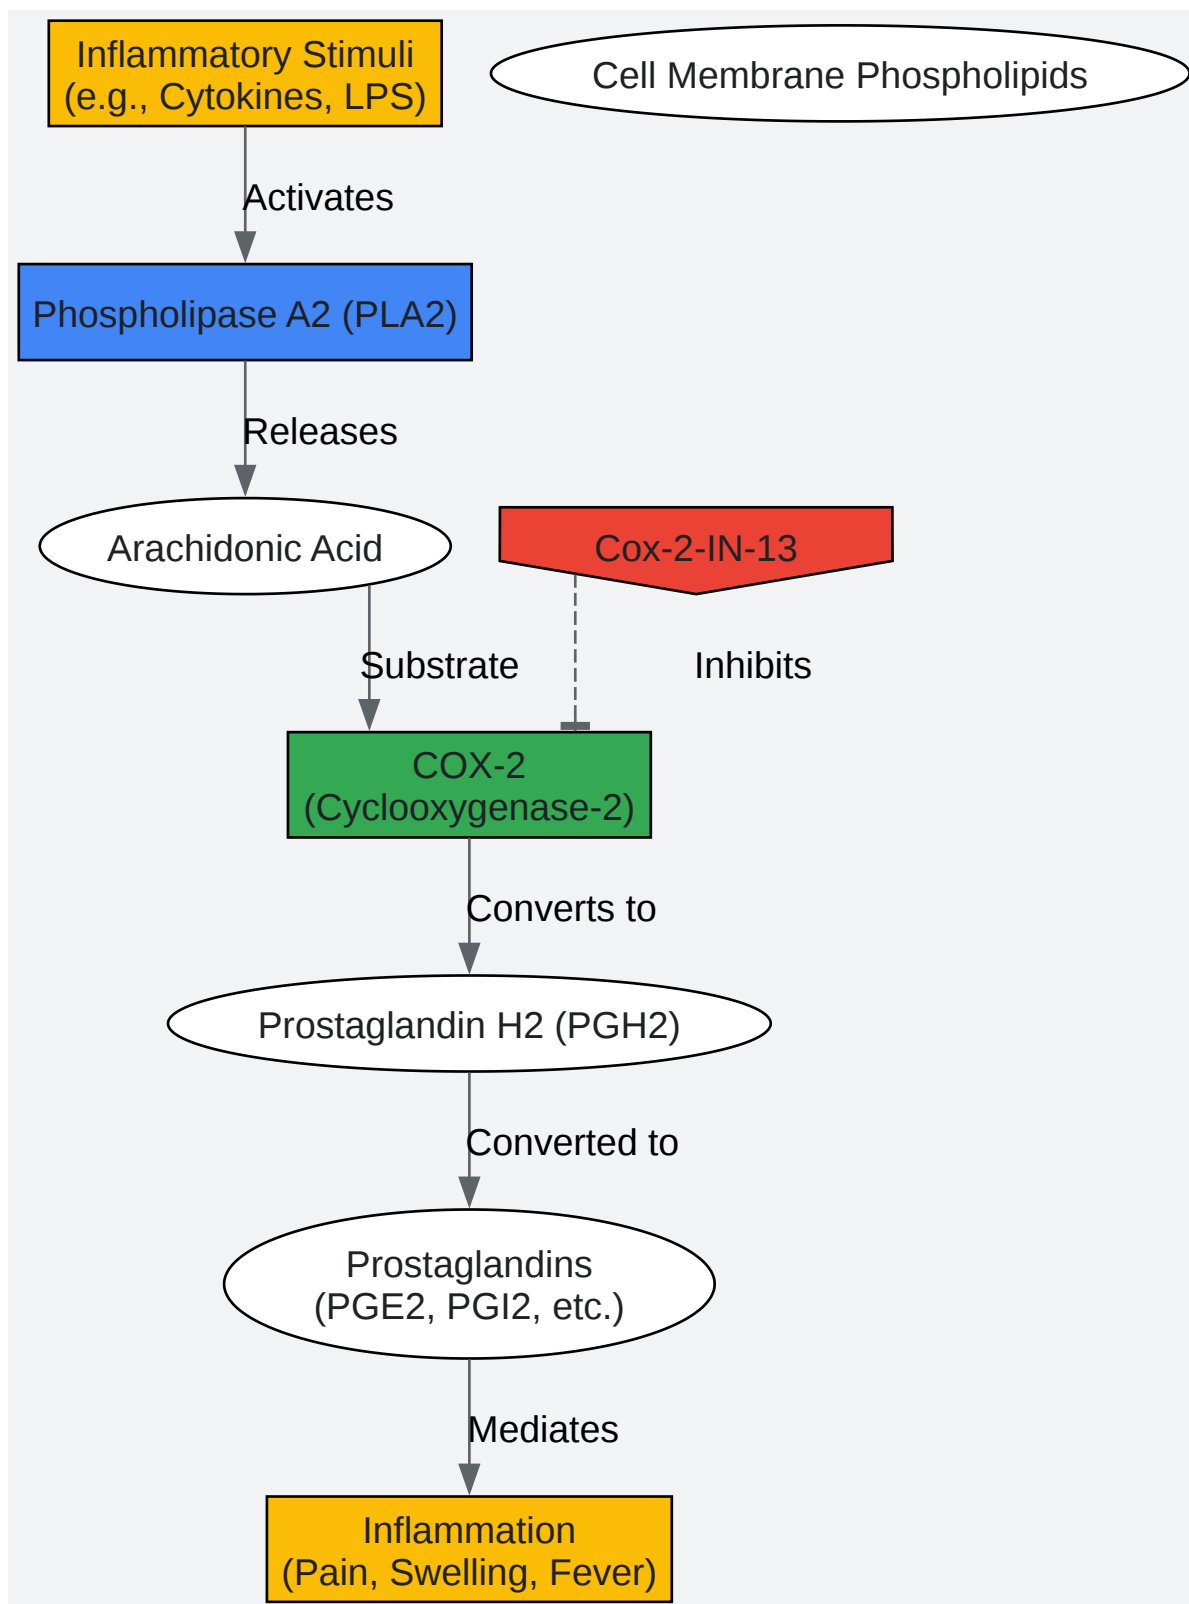 Inflammatory Stimuli
(e.g., Cytokines, LPS)
Cell Membrane Phospholipids
Activates
Phospholipase A2 (PLA2)
Releases
Arachidonic Acid
Cox-2-IN-13
Substrate
Inhibits
COX-2
(Cyclooxygenase-2)
Converts to
Prostaglandin H2 (PGH2)
Converted to
Prostaglandins
(PGE2, PGI2, etc.)
Mediates
Inflammation
(Pain, Swelling, Fever)